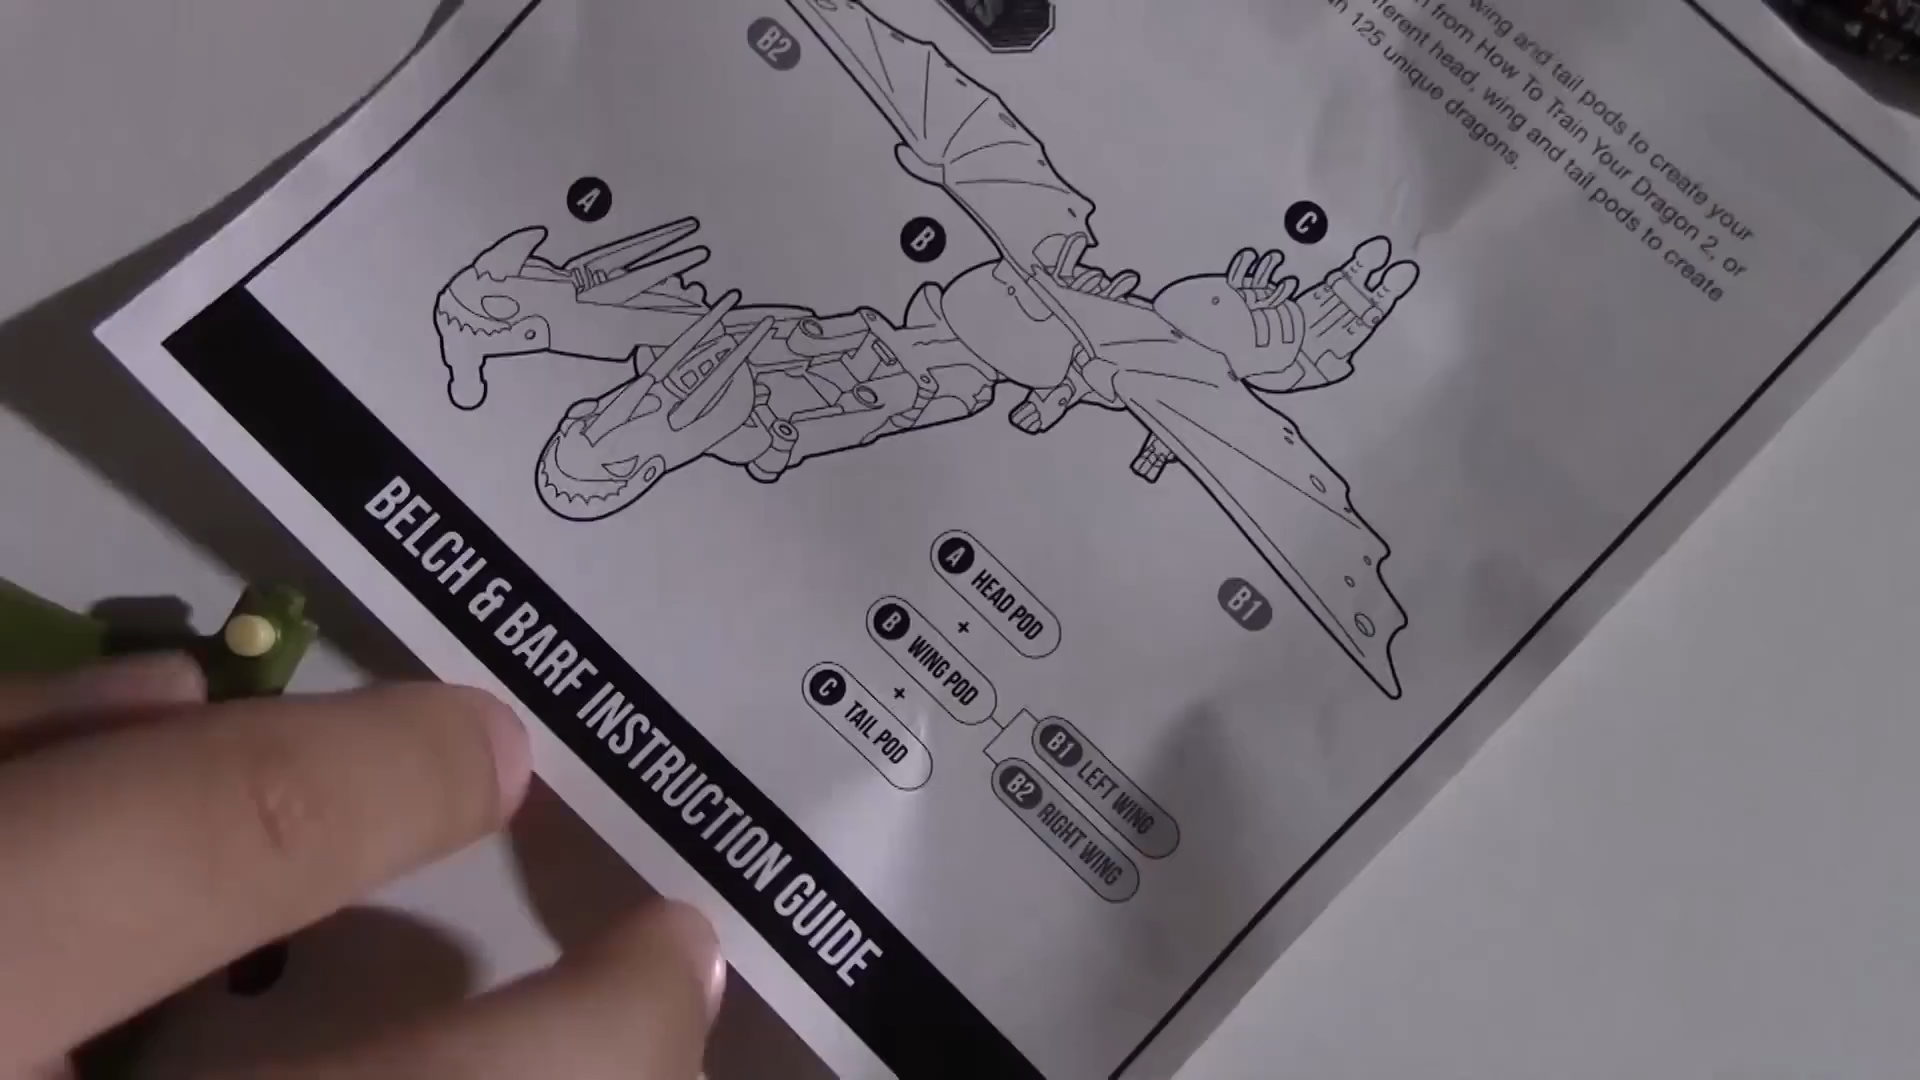 wing and tail pods to create your
from How To Train Your Dragon 2, or
ferent head, wing and tail pods to create
125 unique dragons.
B2
A
B
C
B1
A HEAD POD
+
B WING POD
+
C TAIL POD
B1 LEFT WING
B2 RIGHT WING
BELCH & BARF INSTRUCTION GUIDE